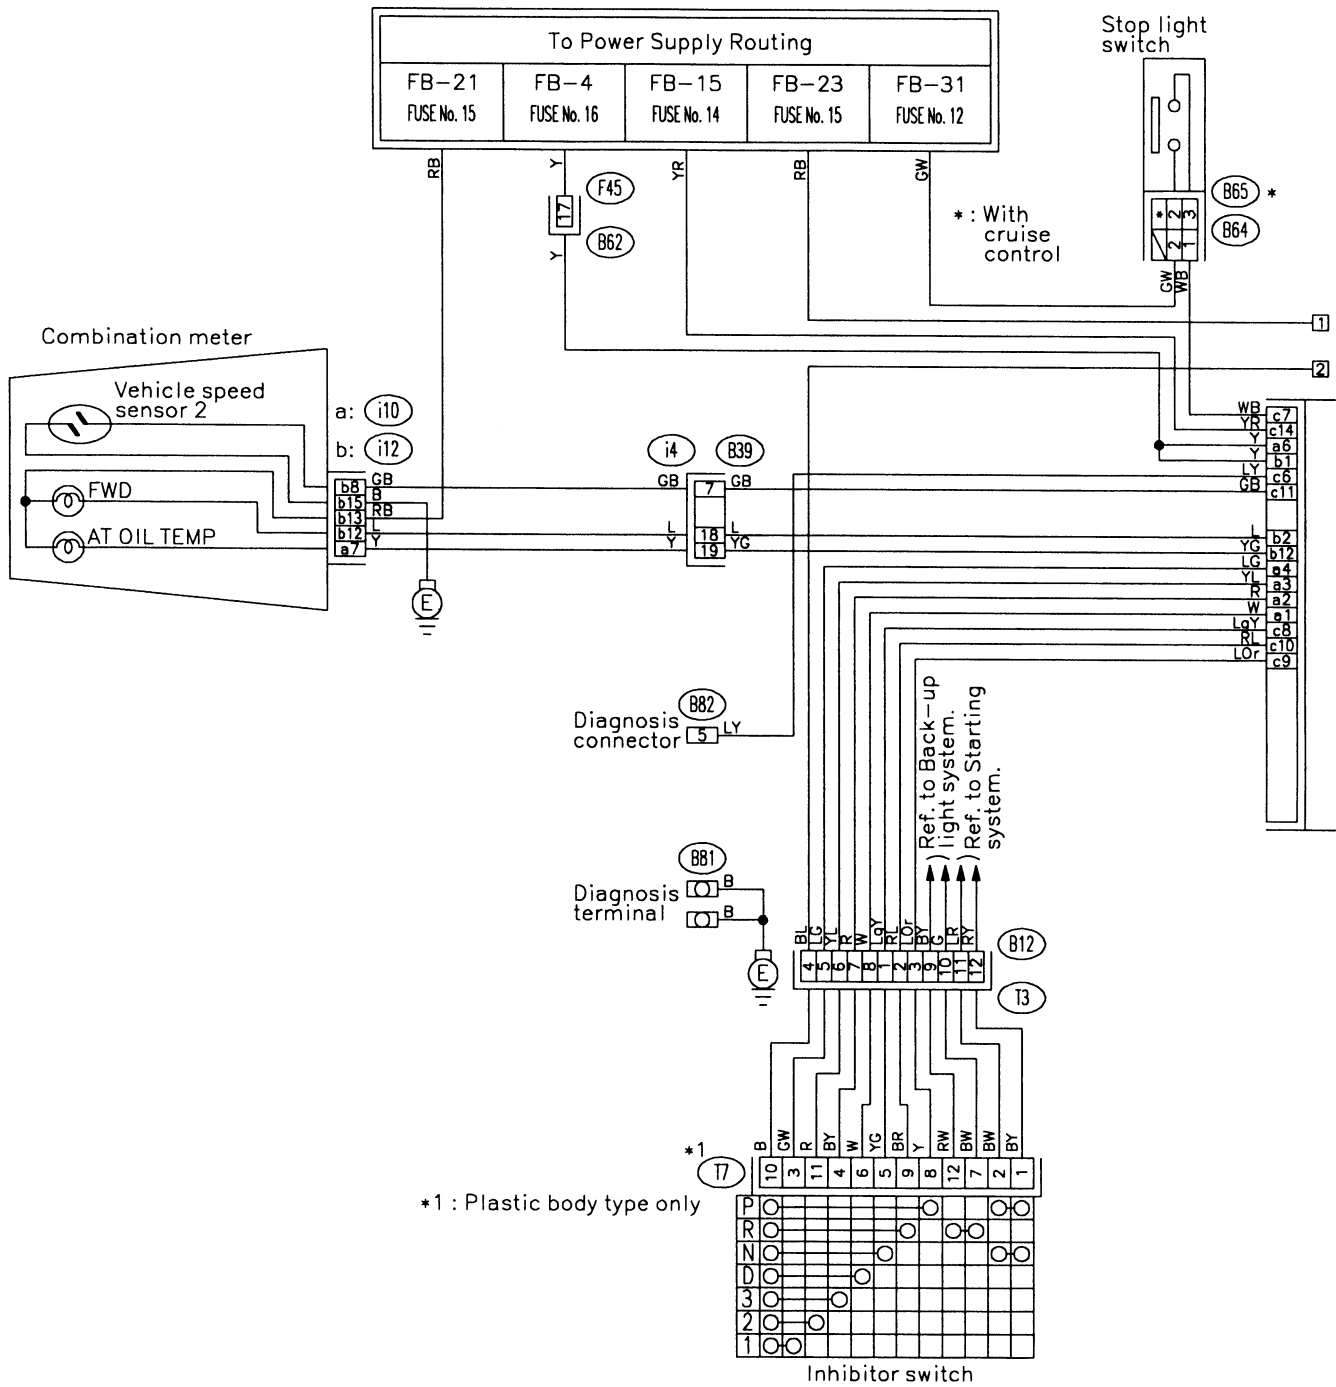 To Power Supply Routing
FB-21
FUSE No. 15
FB-4
FUSE No. 16
FB-15
FUSE No. 14
FB-23
FUSE No. 15
FB-31
FUSE No. 12
Stop light
switch
RB
Y
YR
RB
GW
17
F45
B62
Y
* : With
cruise
control
* 2 3
2 1
B65 *
B64
GW
WB
1
2
Combination meter
Vehicle speed
sensor 2
FWD
AT OIL TEMP
a: i10
b: i12
b8 GB
b15 B
b13 RB
b12 L
a7 Y
E
i4
B39
GB 7 GB
L 18 L
Y 19 YG
WB c7
YR c14
Y a6
Y b1
LY c6
GB c11
L b2
YG b12
LG a4
YL a3
R a2
W a1
LgY c8
RL c10
LOr c9
Diagnosis
connector
B82
5 LY
Ref. to Back-up
light system.
Ref. to Starting
system.
Diagnosis
terminal
B81
B
B
E
BL LG YL R W LgY RL LOr BY G LR RY
4 5 6 7 8 1 2 3 9 10 11 12
B12
T3
B GW R BY W YG BR Y RW BW BW BY
*1
T7
10 3 11 4 6 5 9 8 12 7 2 1
*1 : Plastic body type only
P
R
N
D
3
2
1
Inhibitor switch